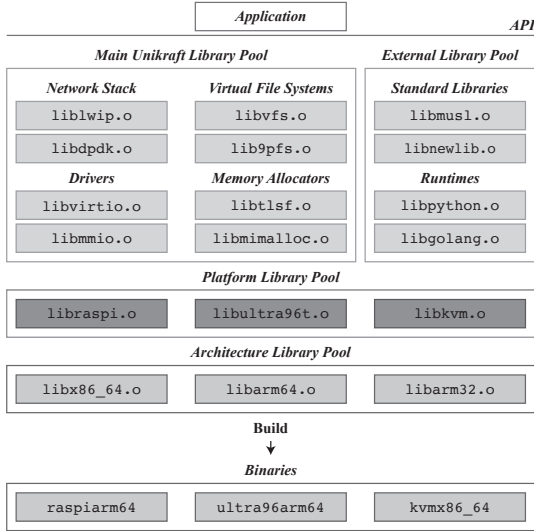 Application
API
Main Unikraft Library Pool External Library Pool
Network Stack Virtual File Systems Standard Libraries
liblwip.o libvfs.o libmusl.o
libdpdk.o lib9pfs.o libnewlib.o
Drivers Memory Allocators Runtimes
libvirtio.o libtlsf.o libpython.o
libmmio.o libmimalloc.o libgolang.o
Platform Library Pool
libraspi.o libultra96t.o libkvm.o
Architecture Library Pool
libx86_64.o libarm64.o libarm32.o
Build
Binaries
raspiarm64 ultra96arm64 kvmx86_64